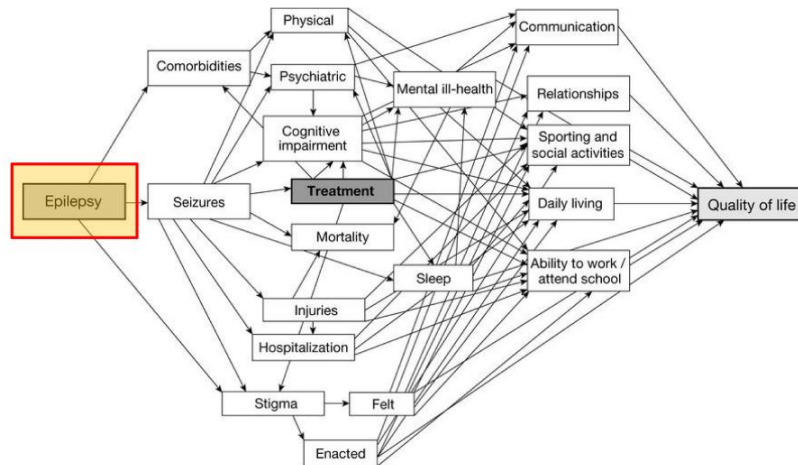 Physical
Communication
Comorbidities
Psychiatric
Mental ill-health
Relationships
Cognitive
impairment
Sporting and
social activities
Epilepsy
Seizures
Treatment
Daily living
Quality of life
Mortality
Sleep
Ability to work /
attend school
Injuries
Hospitalization
Stigma
Felt
Enacted